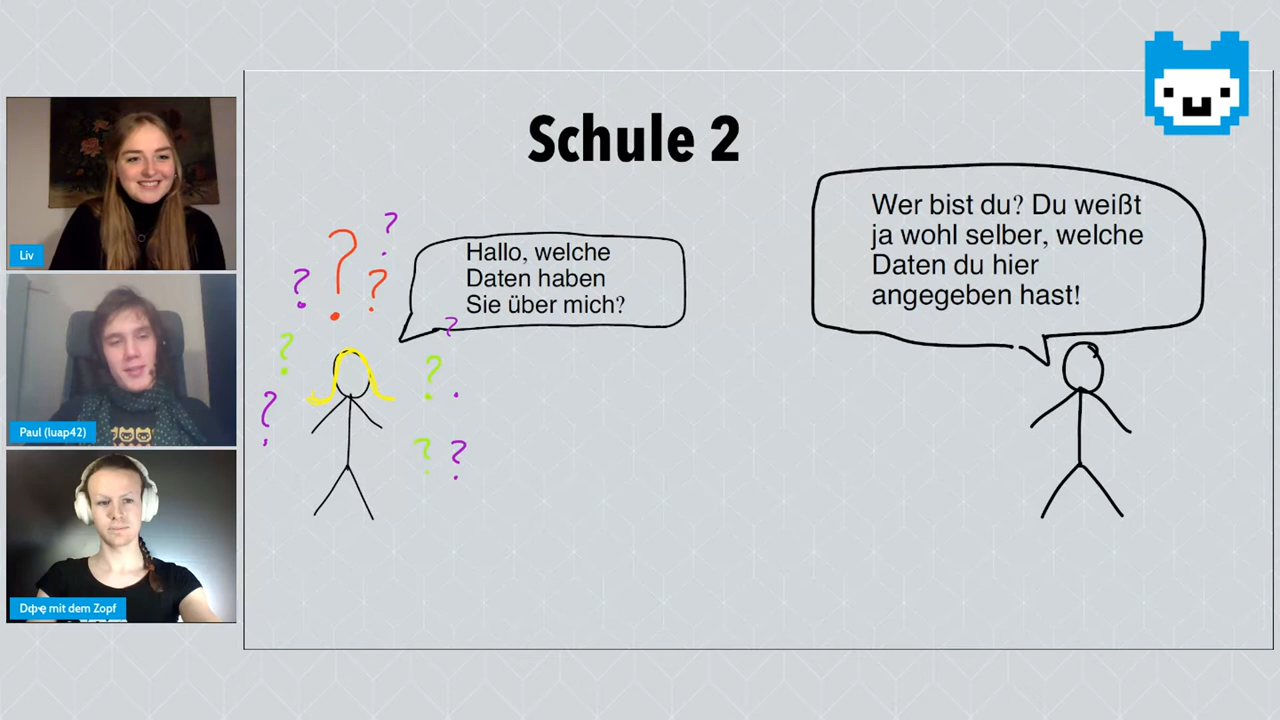 Schule 2
Liv
Paul (luap42)
Dфę mit dem Zopf
Hallo, welche
Daten haben
Sie über mich?
Wer bist du? Du weißt
ja wohl selber, welche
Daten du hier
angegeben hast!
? ? ? ? ? ? ? ? ? ? ?